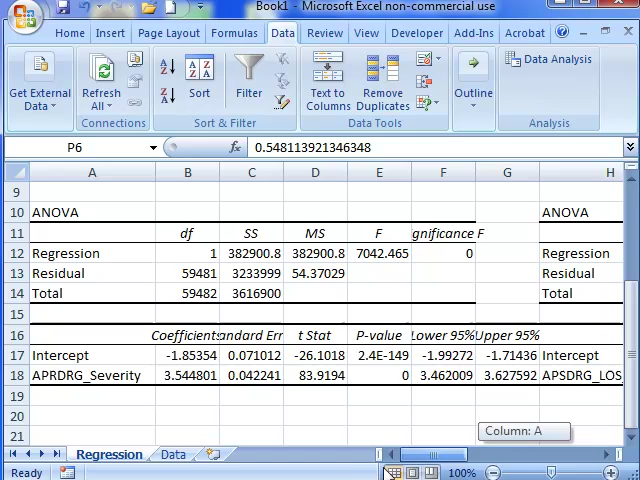 Book1 - Microsoft Excel non-commercial use
Home Insert Page Layout Formulas Data Review View Developer Add-Ins Acrobat
Get External Data
Refresh All
Connections
Sort
Filter
Sort & Filter
Text to Columns
Remove Duplicates
Data Tools
Outline
Data Analysis
Analysis
P6 fx 0.548113921346348
A B C D E F G H
9
10 ANOVA ANOVA
11 df SS MS F gnificance F
12 Regression 1 382900.8 382900.8 7042.465 0 Regression
13 Residual 59481 3233999 54.37029 Residual
14 Total 59482 3616900 Total
15
16 Coefficients andard Err t Stat P-value Lower 95% Upper 95%
17 Intercept -1.85354 0.071012 -26.1018 2.4E-149 -1.99272 -1.71436 Intercept
18 APRDRG_Severity 3.544801 0.042241 83.9194 0 3.462009 3.627592 APSDRG_LOS
19
20
21
Column: A
Regression Data
Ready 100%